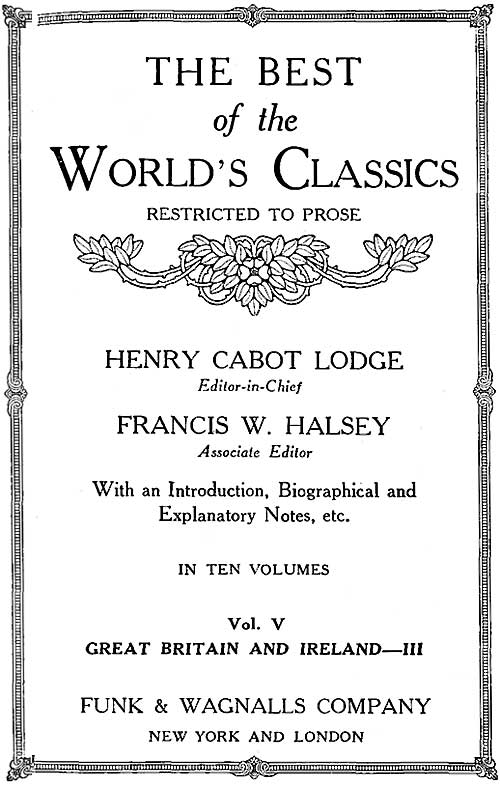 THE BEST
of the
WORLD'S CLASSICS
RESTRICTED TO PROSE
HENRY CABOT LODGE
Editor-in-Chief
FRANCIS W. HALSEY
Associate Editor
With an Introduction, Biographical and
Explanatory Notes, etc.
IN TEN VOLUMES
Vol. V
GREAT BRITAIN AND IRELAND—III
FUNK & WAGNALLS COMPANY
NEW YORK AND LONDON